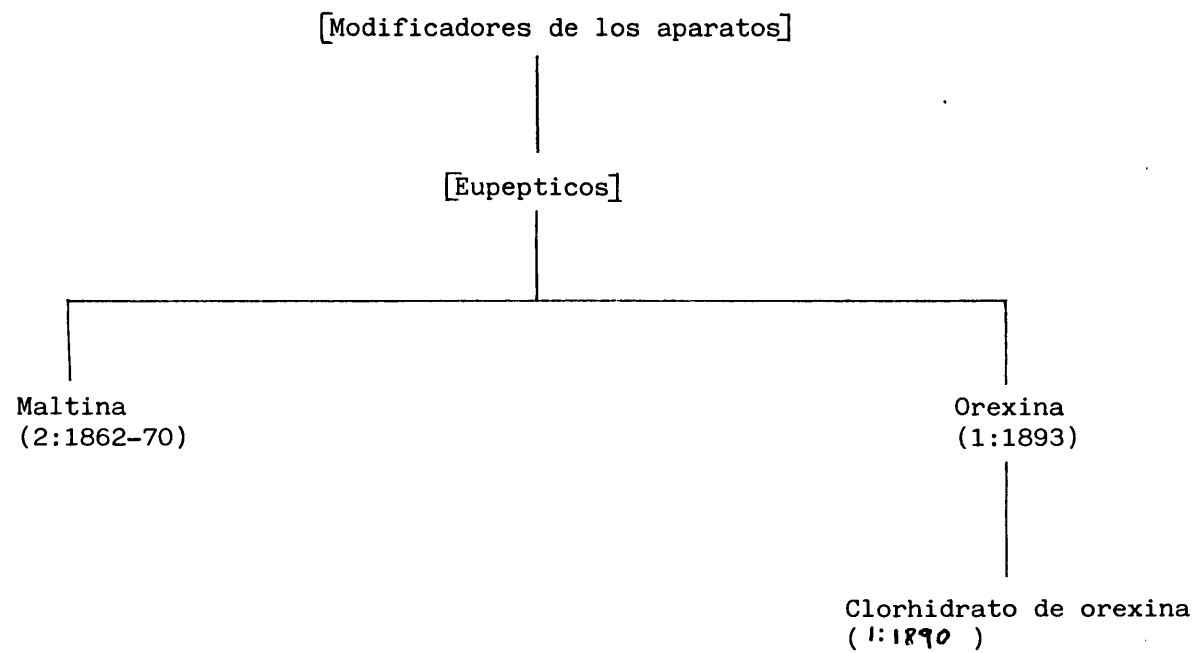 [Modificadores de los aparatos]
[Eupepticos]
Maltina
(2:1862-70)
Orexina
(1:1893)
Clorhidrato de orexina
(1:1890)